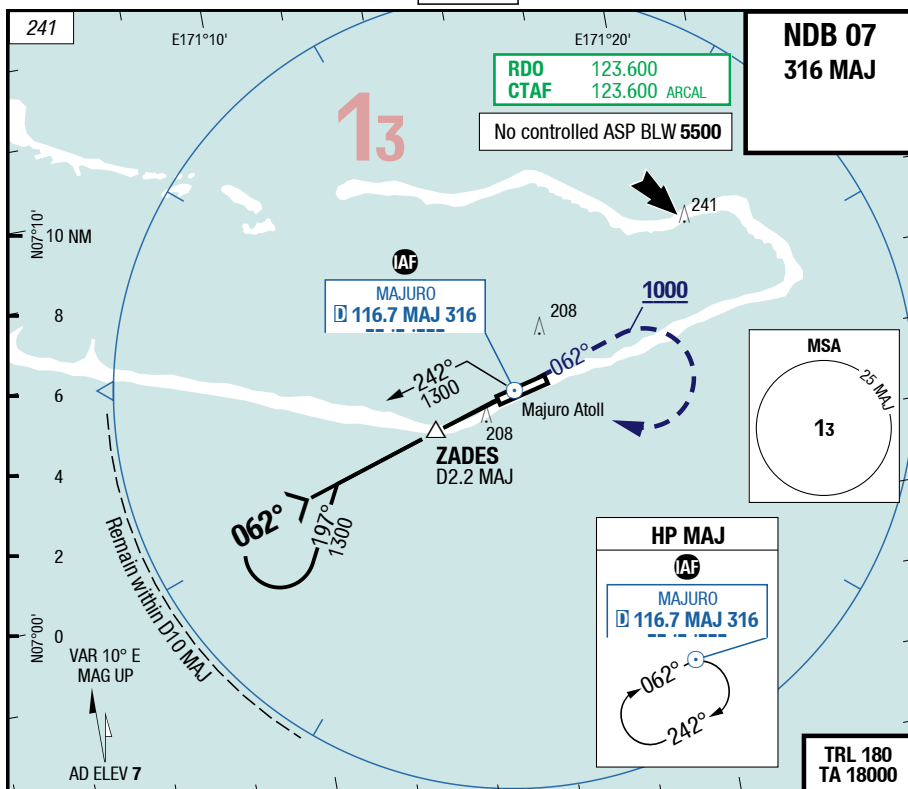 241
E171°10'
E171°20'
NDB 07
316 MAJ
RDO 123.600
CTAF 123.600 ARCAL
No controlled ASP BLW 5500
13
241
N07°10'
10 NM
8
6
4
2
0
N07°00'
IAF
MAJURO
D 116.7 MAJ 316
208
1000
062°
242°
1300
Majuro Atoll
208
ZADES
D2.2 MAJ
062°
197°
1300
MSA
25 MAJ
13
Remain within D10 MAJ
HP MAJ
IAF
MAJURO
D 116.7 MAJ 316
062°
242°
VAR 10° E
MAG UP
AD ELEV 7
TRL 180
TA 18000